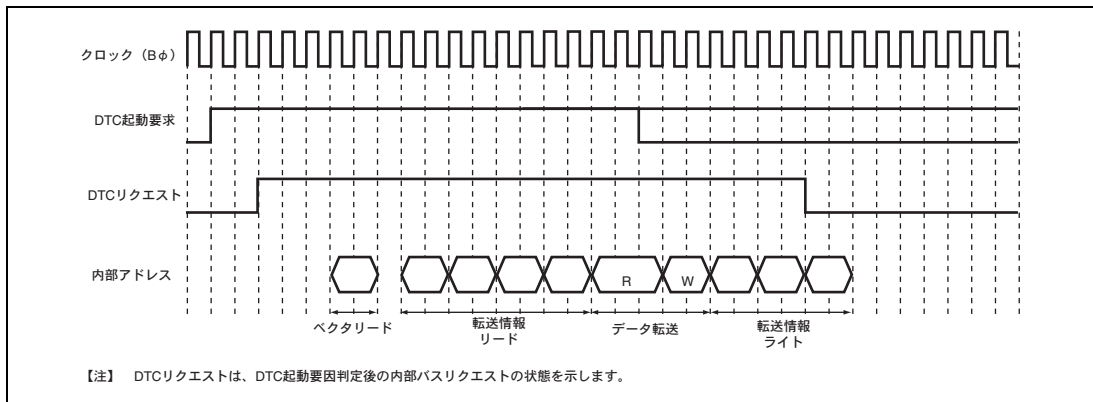 クロック（Bφ）
DTC起動要求
DTCリクエスト
内部アドレス
R
W
ベクタリード
転送情報
リード
データ転送
転送情報
ライト
【注】 DTCリクエストは、DTC起動要因判定後の内部バスリクエストの状態を示します。